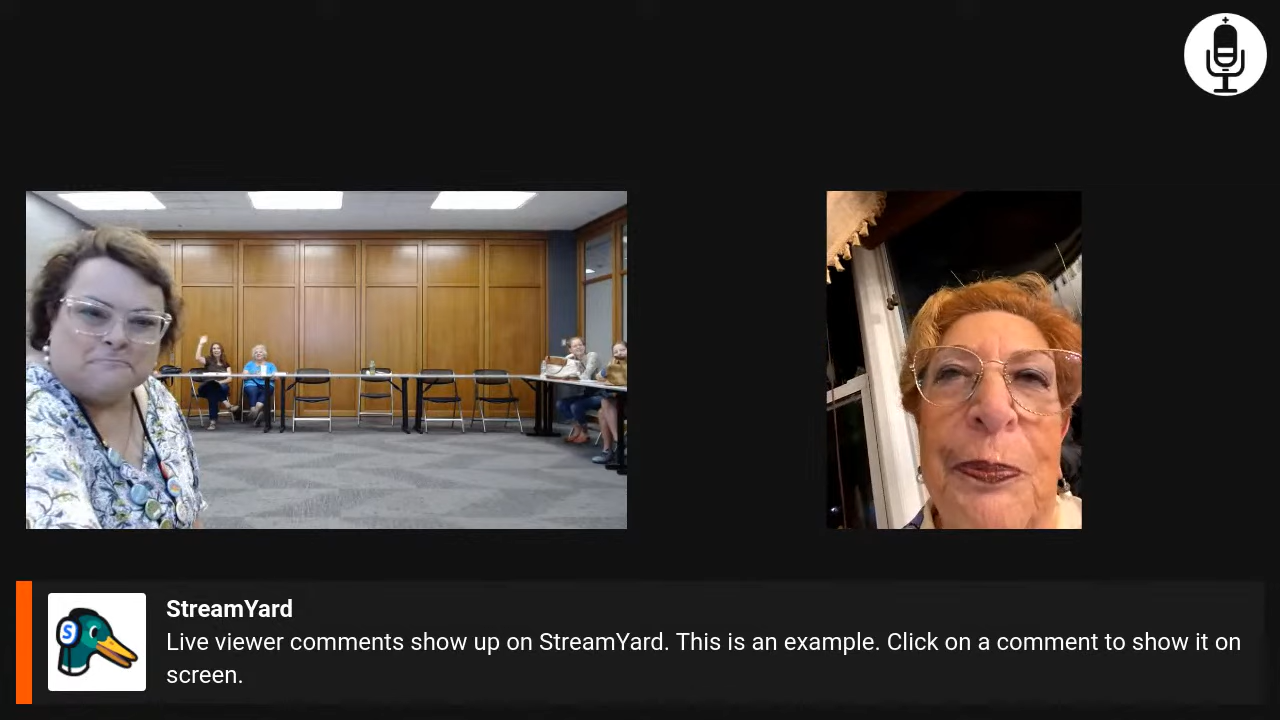 StreamYard
Live viewer comments show up on StreamYard. This is an example. Click on a comment to show it on
screen.
S